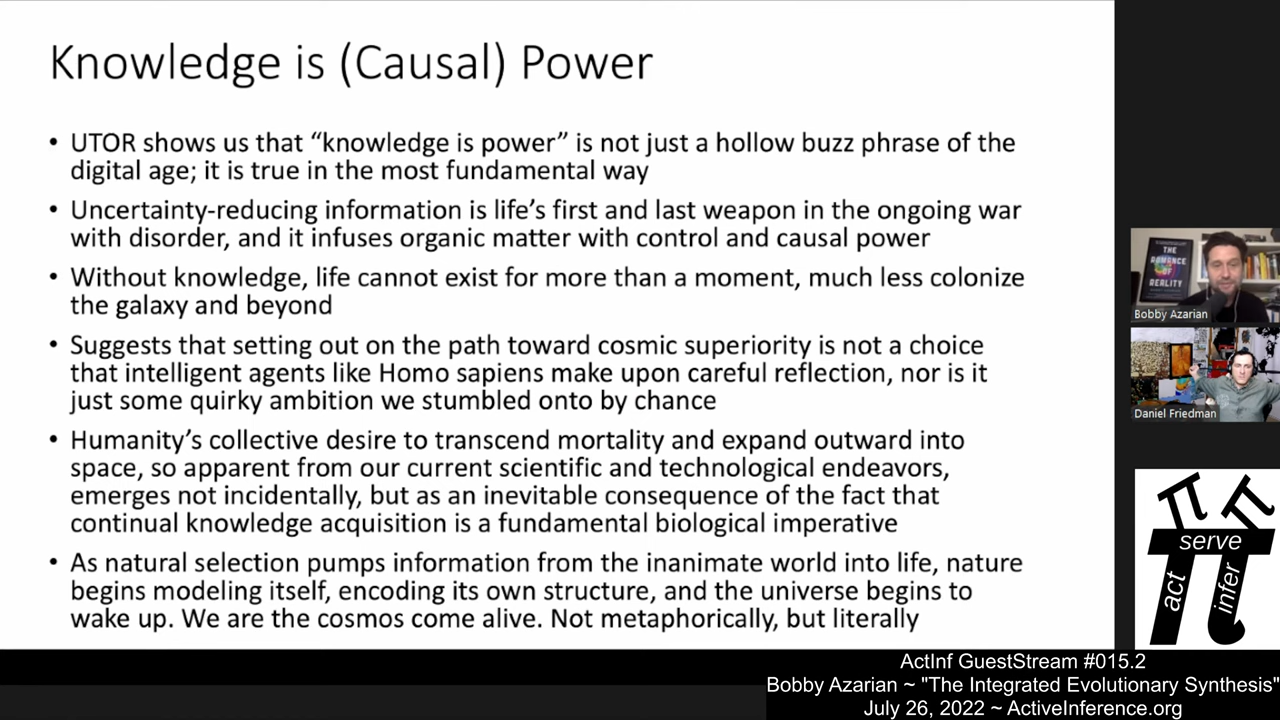 Knowledge is (Causal) Power
• UTOR shows us that “knowledge is power” is not just a hollow buzz phrase of the
digital age; it is true in the most fundamental way
• Uncertainty-reducing information is life’s first and last weapon in the ongoing war
with disorder, and it infuses organic matter with control and causal power
• Without knowledge, life cannot exist for more than a moment, much less colonize
the galaxy and beyond
• Suggests that setting out on the path toward cosmic superiority is not a choice
that intelligent agents like Homo sapiens make upon careful reflection, nor is it
just some quirky ambition we stumbled onto by chance
• Humanity’s collective desire to transcend mortality and expand outward into
space, so apparent from our current scientific and technological endeavors,
emerges not incidentally, but as an inevitable consequence of the fact that
continual knowledge acquisition is a fundamental biological imperative
• As natural selection pumps information from the inanimate world into life, nature
begins modeling itself, encoding its own structure, and the universe begins to
wake up. We are the cosmos come alive. Not metaphorically, but literally
THE
ROMANCE
OF
REALITY
Bobby Azarian
Daniel Friedman
serve
act
infer
ActInf GuestStream #015.2
Bobby Azarian ~ "The Integrated Evolutionary Synthesis"
July 26, 2022 ~ ActiveInference.org